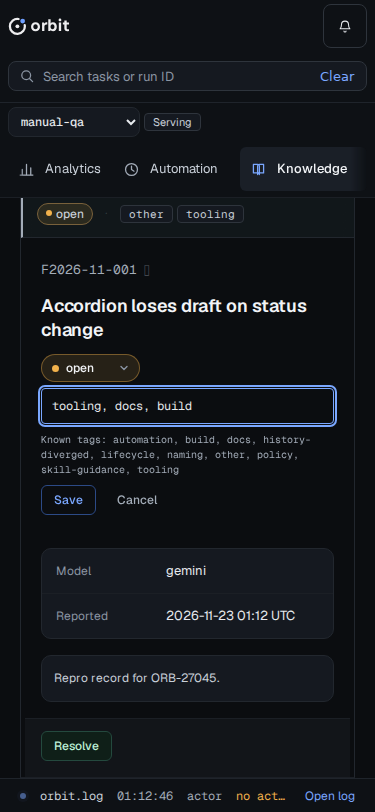 orbit
Search tasks or run ID Clear
manual-qa Serving
Analytics Automation Knowledge
open · other tooling
F2026-11-001
Accordion loses draft on status
change
open
tooling, docs, build
Known tags: automation, build, docs, history-
diverged, lifecycle, naming, other, policy,
skill-guidance, tooling
Save Cancel
Model gemini
Reported 2026-11-23 01:12 UTC
Repro record for ORB-27045.
Resolve
orbit.log 01:12:46 actor no act… Open log